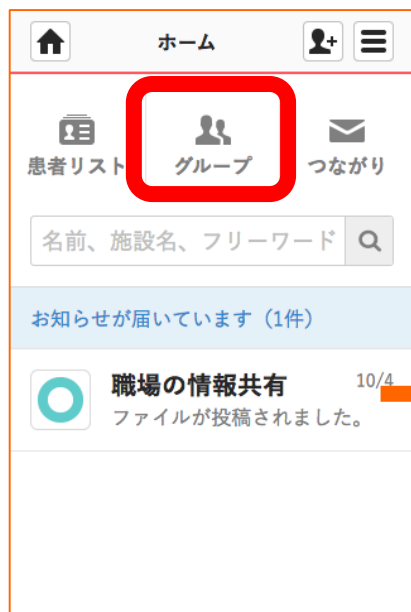 ホーム
患者リスト グループ つながり
名前、施設名、フリーワード
お知らせが届いています（1件）
職場の情報共有 10/4
ファイルが投稿されました。